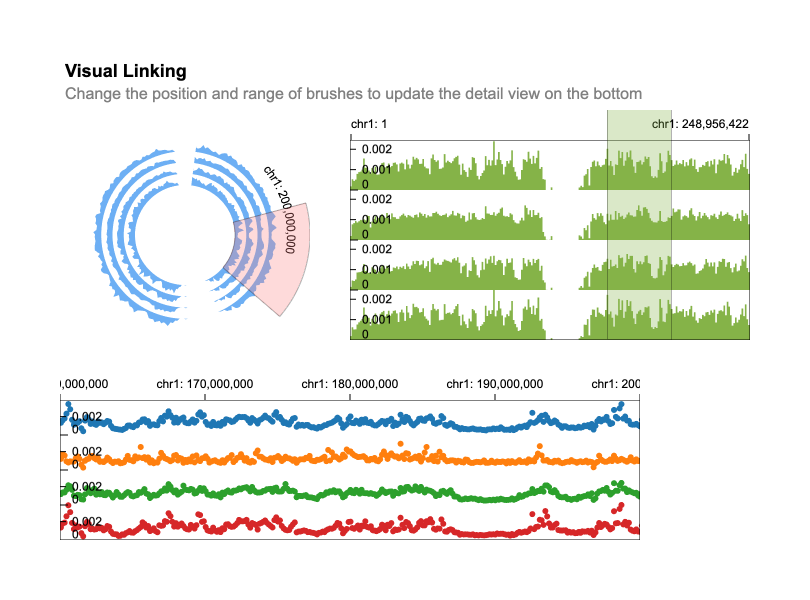 Visual Linking
Change the position and range of brushes to update the detail view on the bottom
chr1: 200,000,000
chr1: 1
chr1: 248,956,422
0.002
0.001
0
0.002
0.001
0
0.002
0.001
0
0.002
0.001
0
0,000,000
chr1: 170,000,000
chr1: 180,000,000
chr1: 190,000,000
chr1: 200
0.002
0
0.002
0
0.002
0
0.002
0